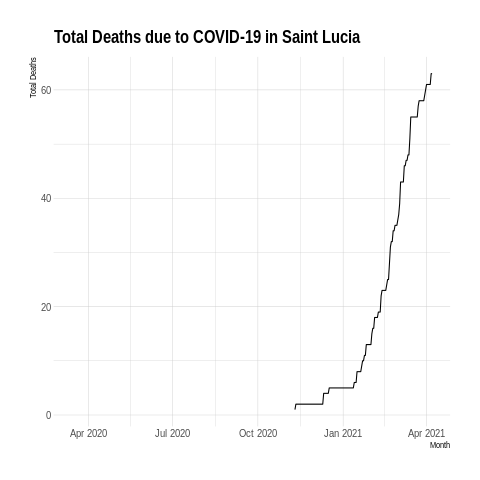 Total Deaths due to COVID-19 in Saint Lucia
Total Deaths
60
40
20
0
Apr 2020 Jul 2020 Oct 2020 Jan 2021 Apr 2021
Month